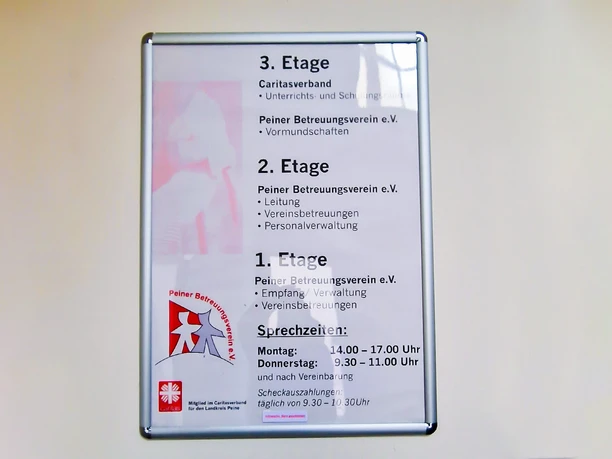 3. Etage
Caritasverband
• Unterrichts- und Schulungs
Peiner Betreuungsverein e.V.
• Vormundschaften
2. Etage
Peiner Betreuungsverein e.V.
• Leitung
• Vereinsbetreuungen
• Personalverwaltung
1. Etage
Peiner Betreuungsverein e.V.
• Empfang/ Verwaltung
• Vereinsbetreuungen
Sprechzeiten:
Montag: 14.00 – 17.00 Uhr
Donnerstag: 9.30 – 11.00 Uhr
und nach Vereinbarung
Scheckauszahlungen:
täglich von 9.30 – 10.30Uhr
Peiner Betreuungsverein e.V.
Mitglied im Caritasverband
für den Landkreis Peine